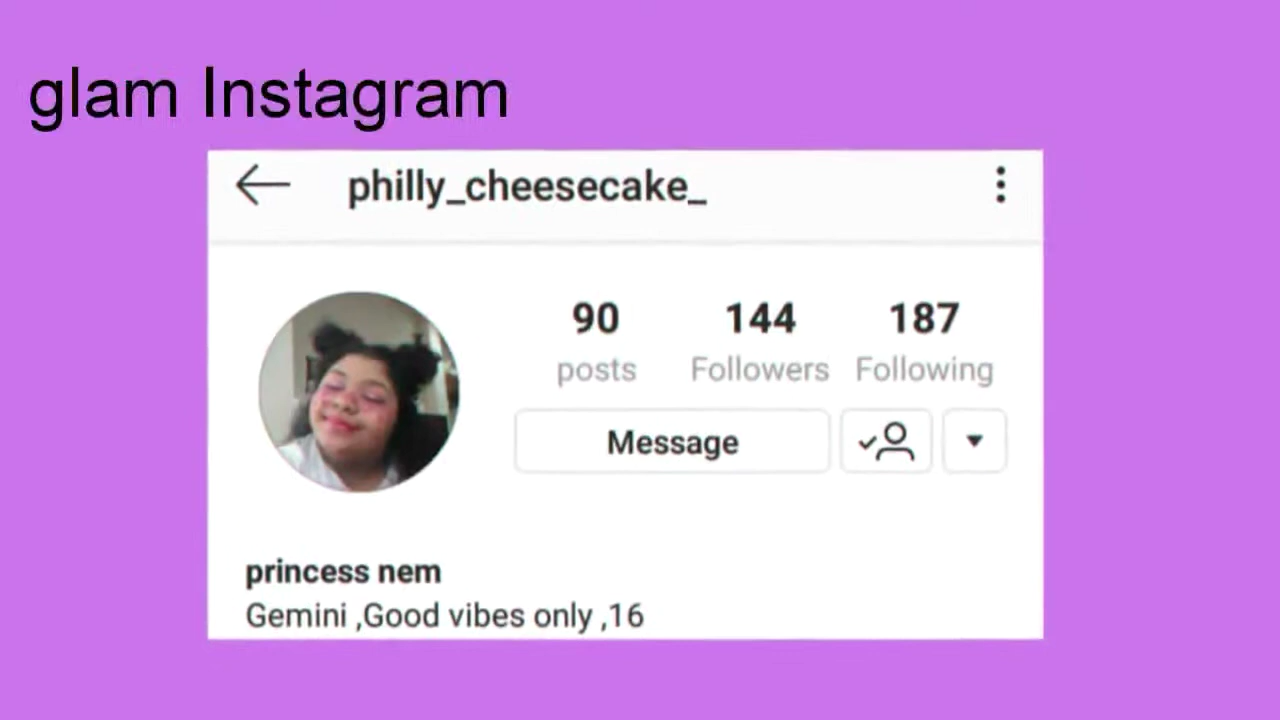 glam Instagram
philly_cheesecake_
90 144 187
posts Followers Following
Message
princess nem
Gemini ,Good vibes only ,16